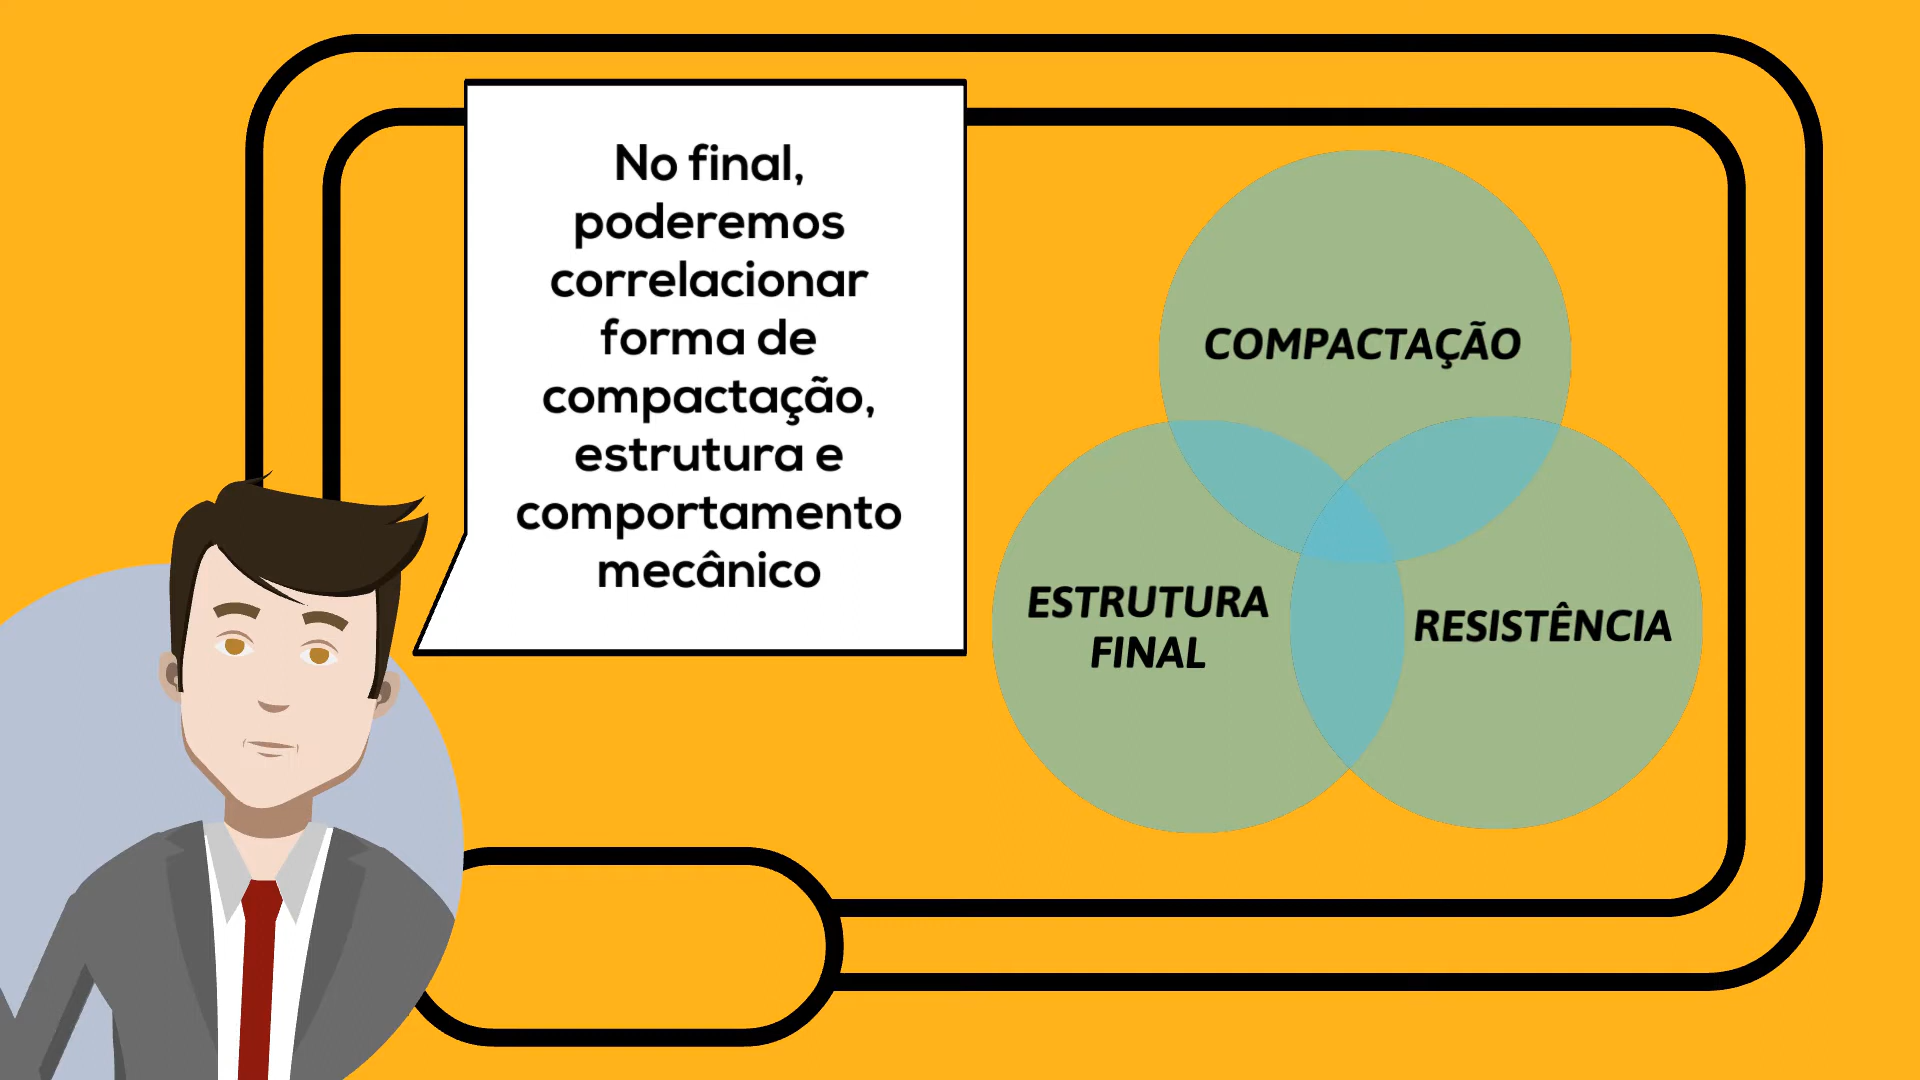 No final,
poderemos
correlacionar
forma de
compactação,
estrutura e
comportamento
mecânico
COMPACTAÇÃO
ESTRUTURA
FINAL
RESISTÊNCIA